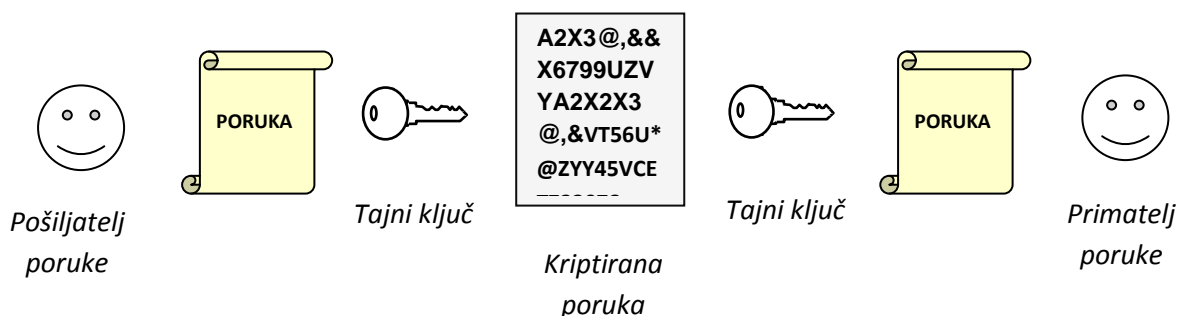 A2X3@,&&
X6799UZV
YA2X2X3
@,&VT56U*
@ZYY45VCE
PORUKA
PORUKA
Pošiljatelj
poruke
Tajni ključ
Kriptirana
poruka
Tajni ključ
Primatelj
poruke